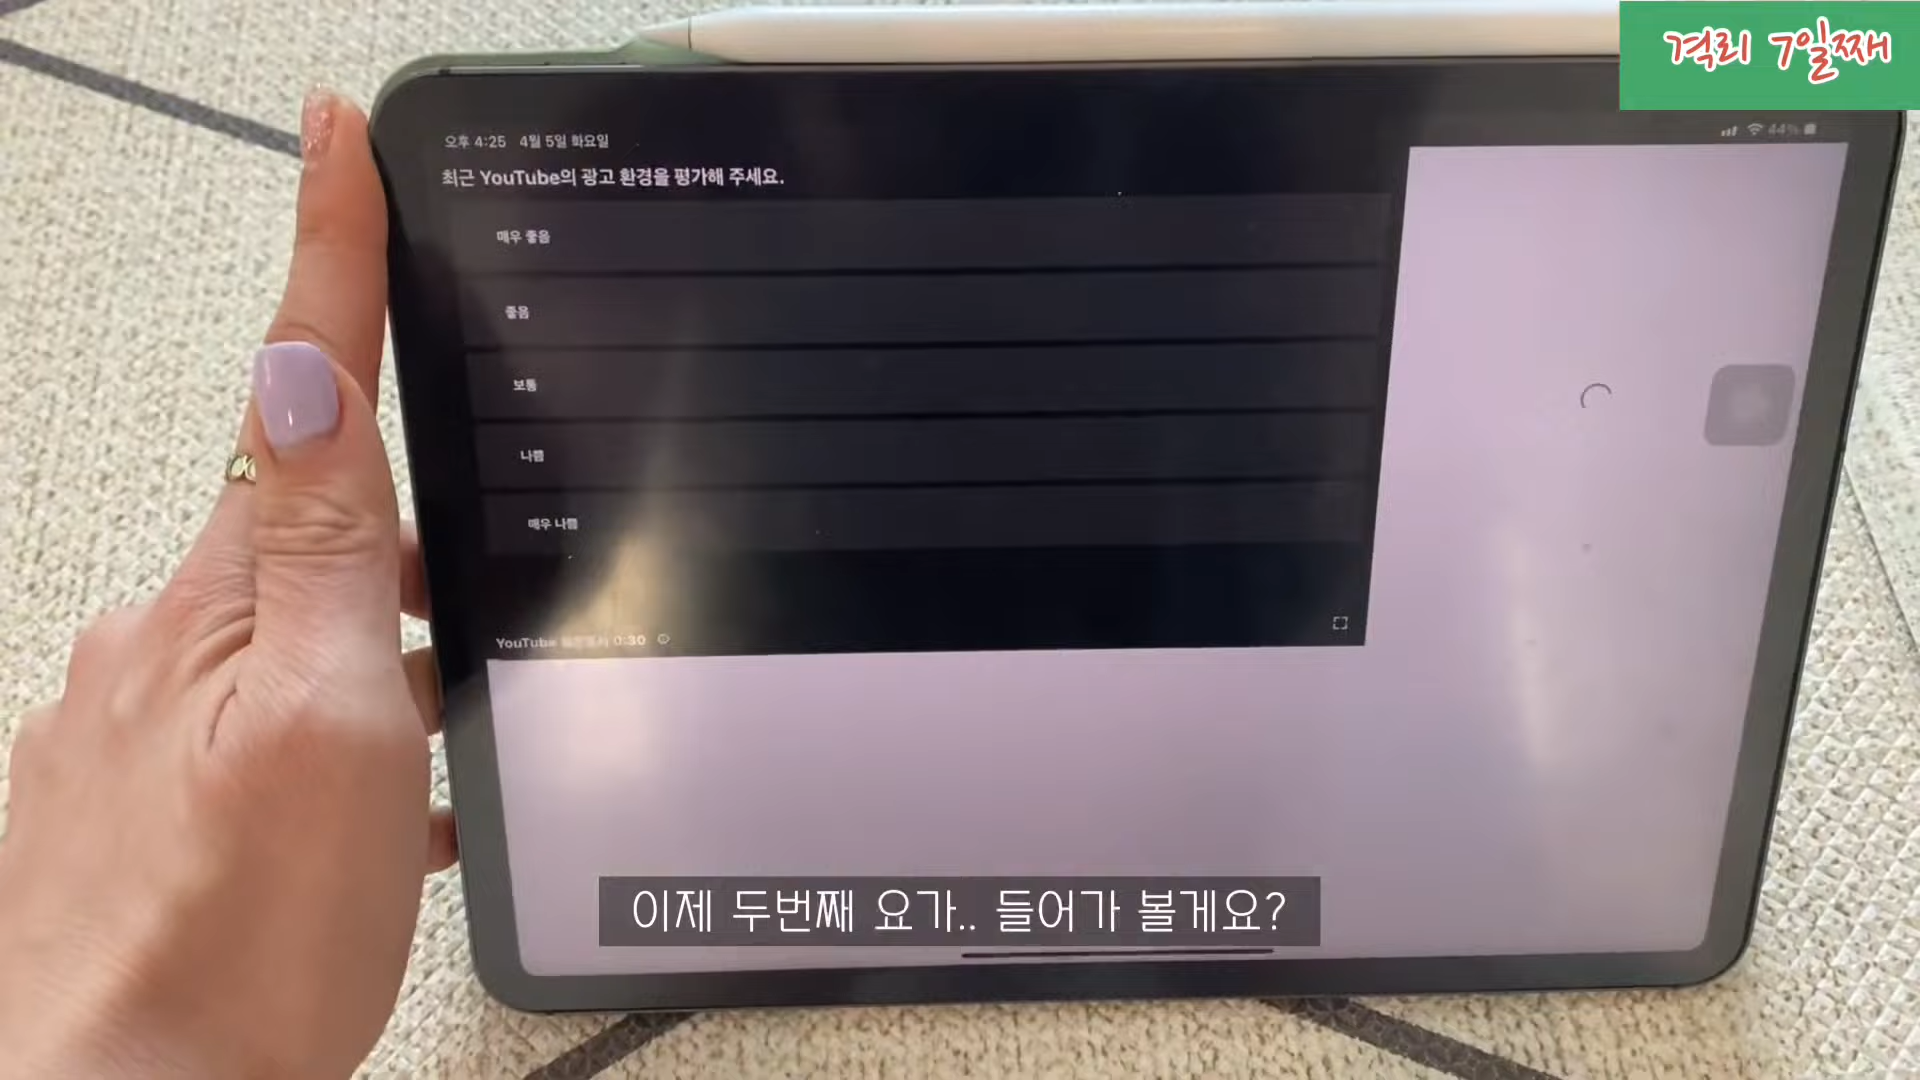 격리 7일째
44%
오후 4:25 4월 5일 화요일
최근 YouTube의 광고 환경을 평가해 주세요.
매우 좋음
좋음
보통
나쁨
매우 나쁨
YouTube 0:30
이제 두번째 요가.. 들어가 볼게요?